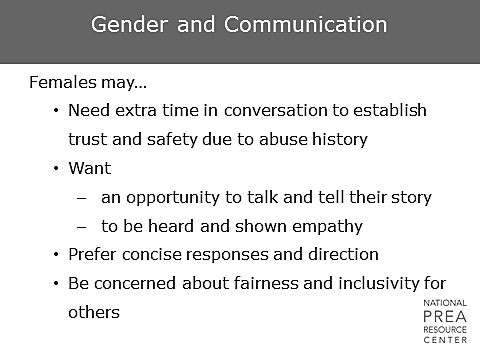 Gender and Communication
Females may…
• Need extra time in conversation to establish
trust and safety due to abuse history
• Want
– an opportunity to talk and tell their story
– to be heard and shown empathy
• Prefer concise responses and direction
• Be concerned about fairness and inclusivity for
others
NATIONAL
PREA
RESOURCE
CENTER